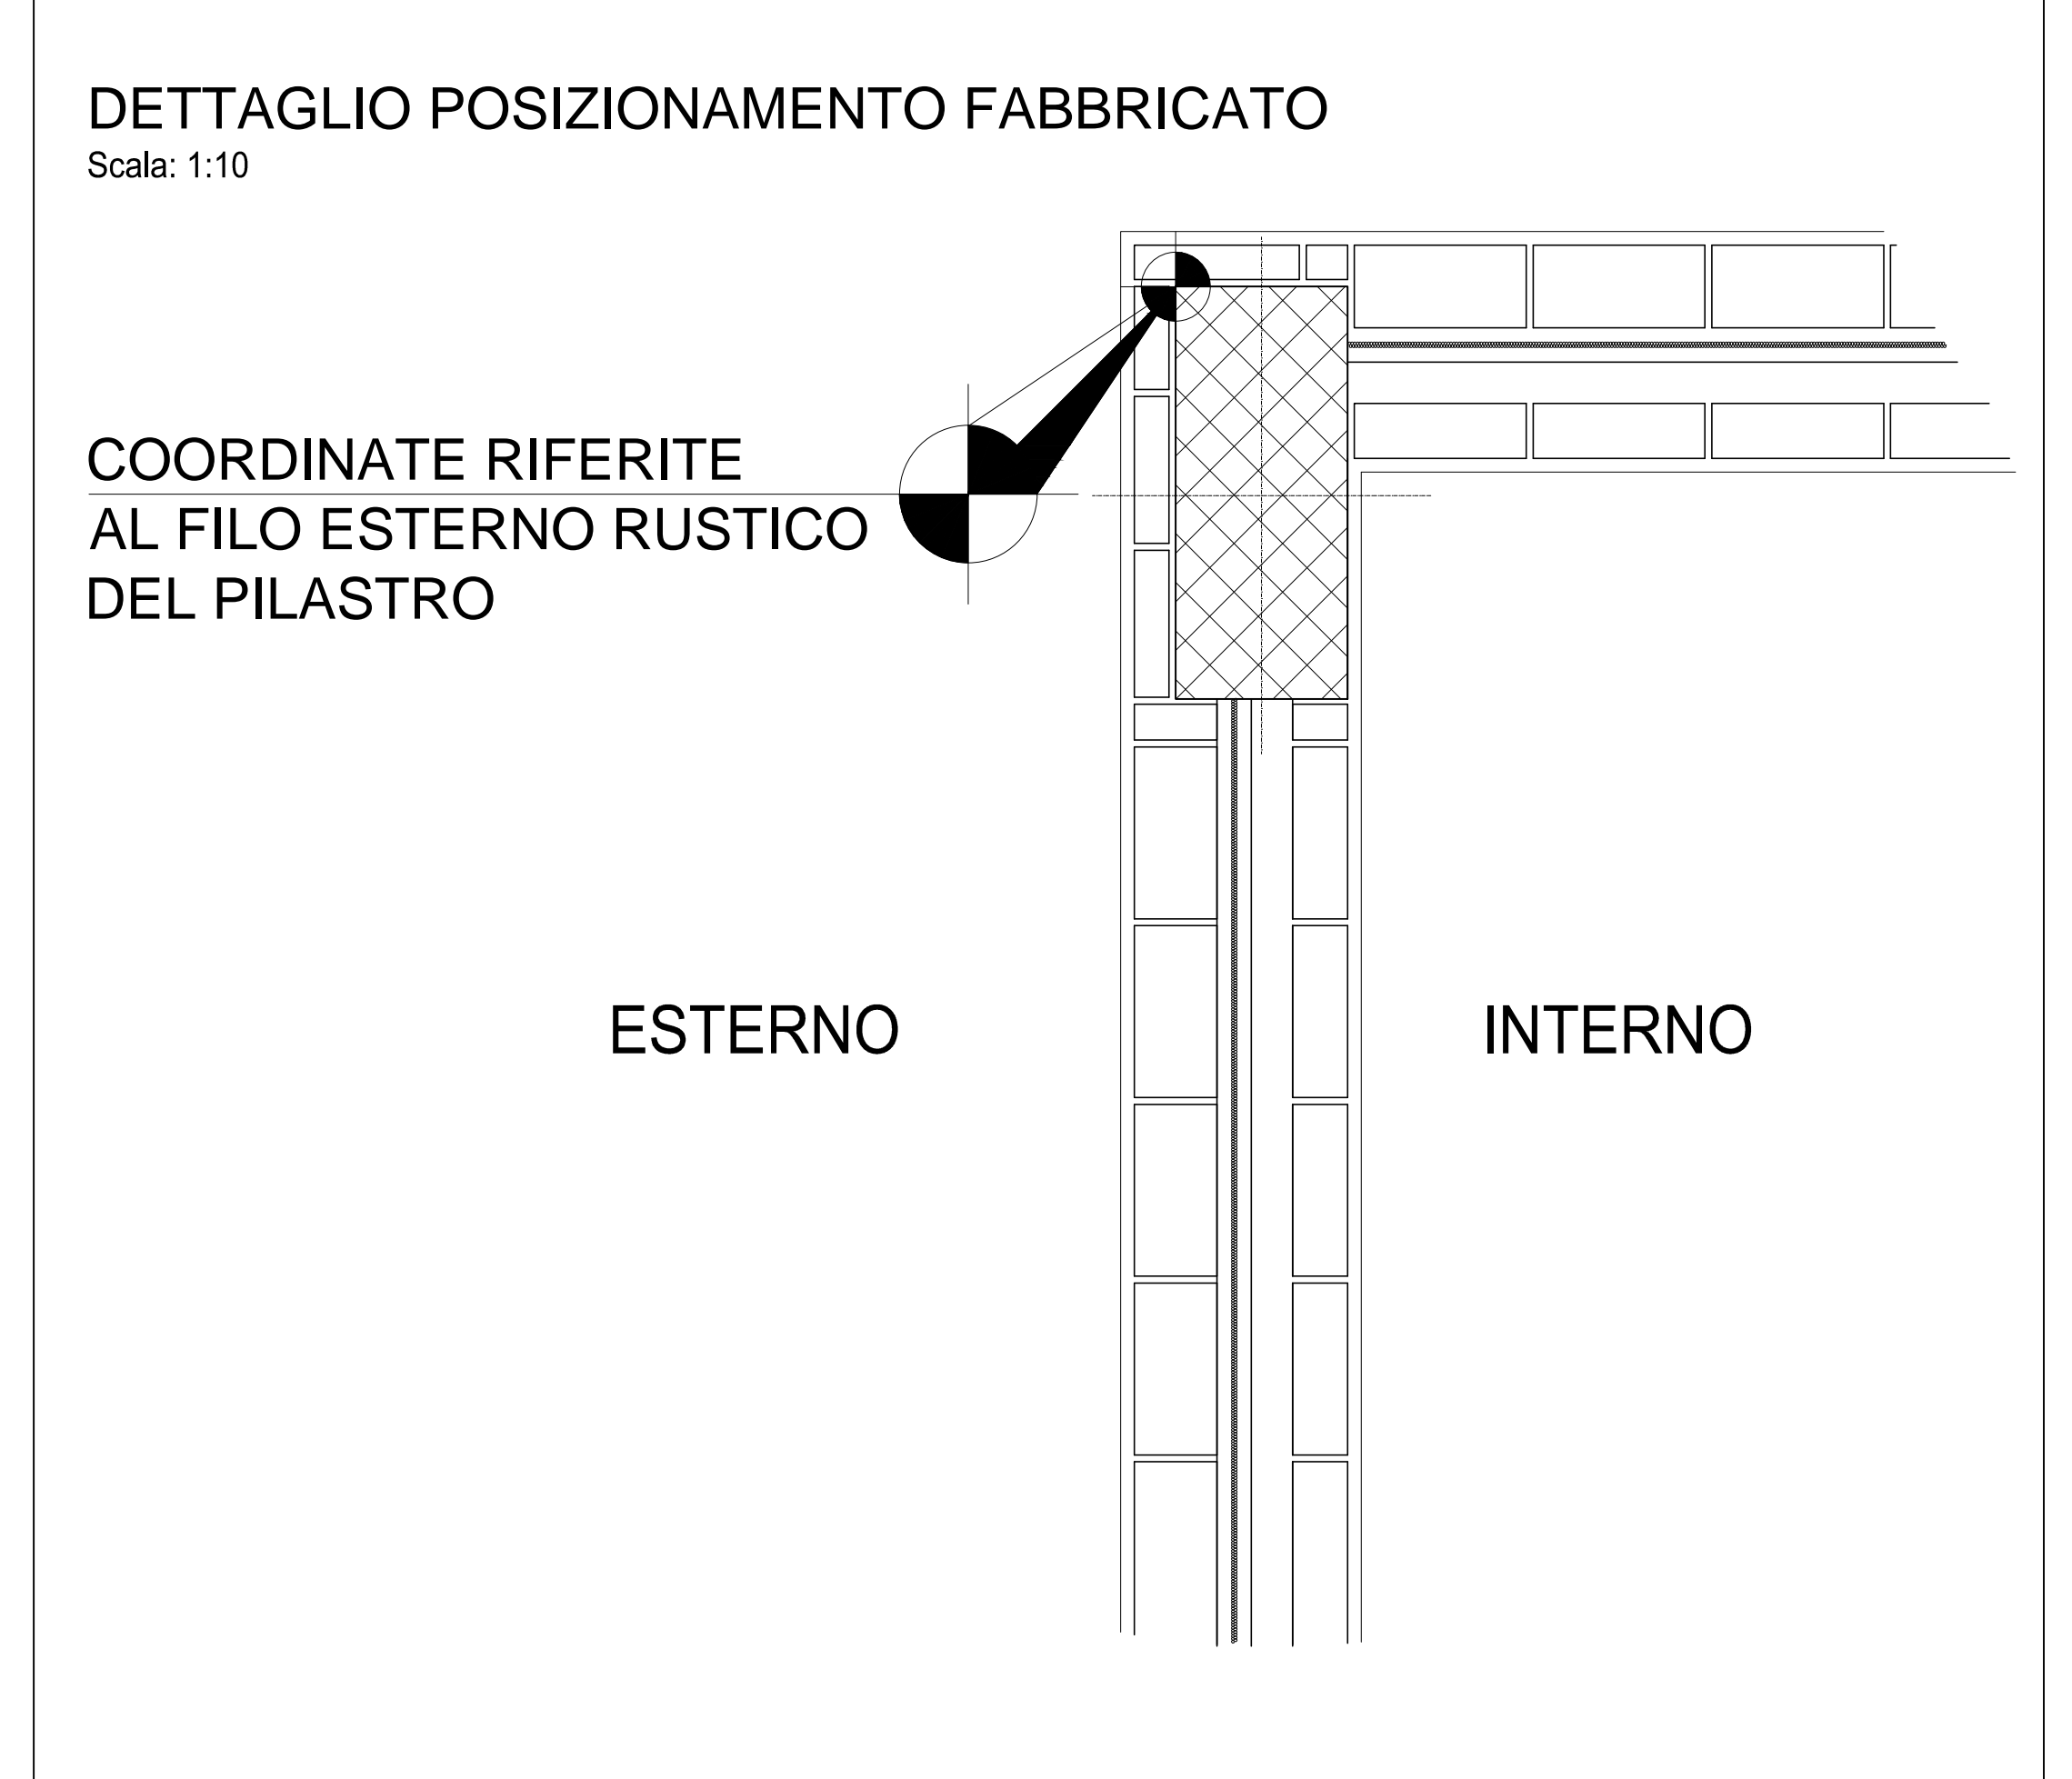 DETTAGLIO POSIZIONAMENTO FABBRICATO
Scala: 1:10
COORDINATE RIFERITE
AL FILO ESTERNO RUSTICO
DEL PILASTRO
ESTERNO
INTERNO